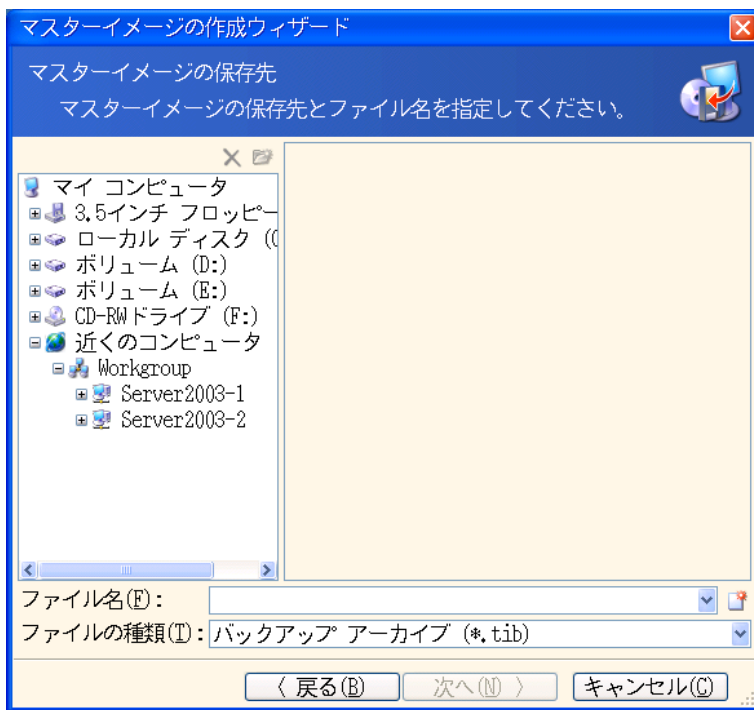 マスターイメージの作成ウィザード
マスターイメージの保存先
マスターイメージの保存先とファイル名を指定してください。
マイ コンピュータ
3.5インチ フロッピー
ローカル ディスク (C
ボリューム (D:)
ボリューム (E:)
CD-RWドライブ (F:)
近くのコンピュータ
Workgroup
Server2003-1
Server2003-2
ファイル名(F):
ファイルの種類(T): バックアップ アーカイブ (*.tib)
〈 戻る(B) 次へ(N) 〉 キャンセル(C)